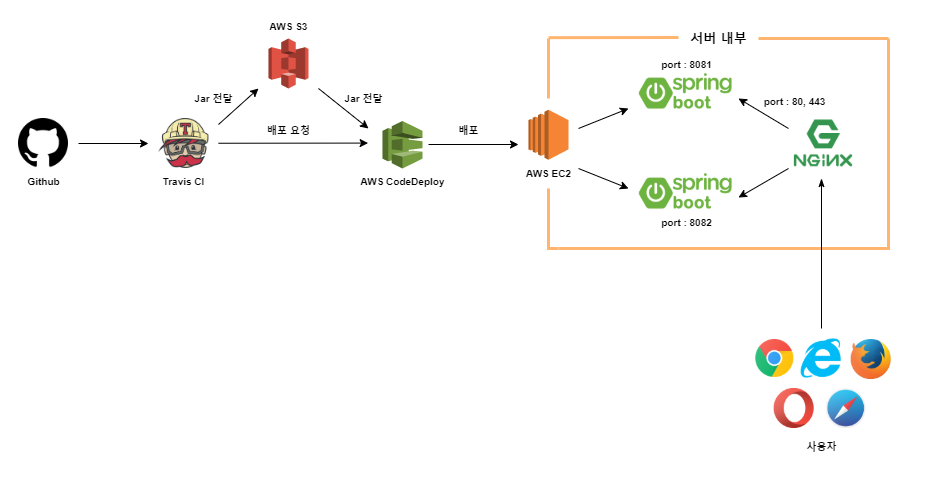 AWS S3
서버 내부
port : 8081
spring
boot
Jar 전달
Jar 전달
port : 80, 443
배포 요청
배포
NGINX
Github
Travis CI
AWS CodeDeploy
AWS EC2
spring
boot
port : 8082
사용자